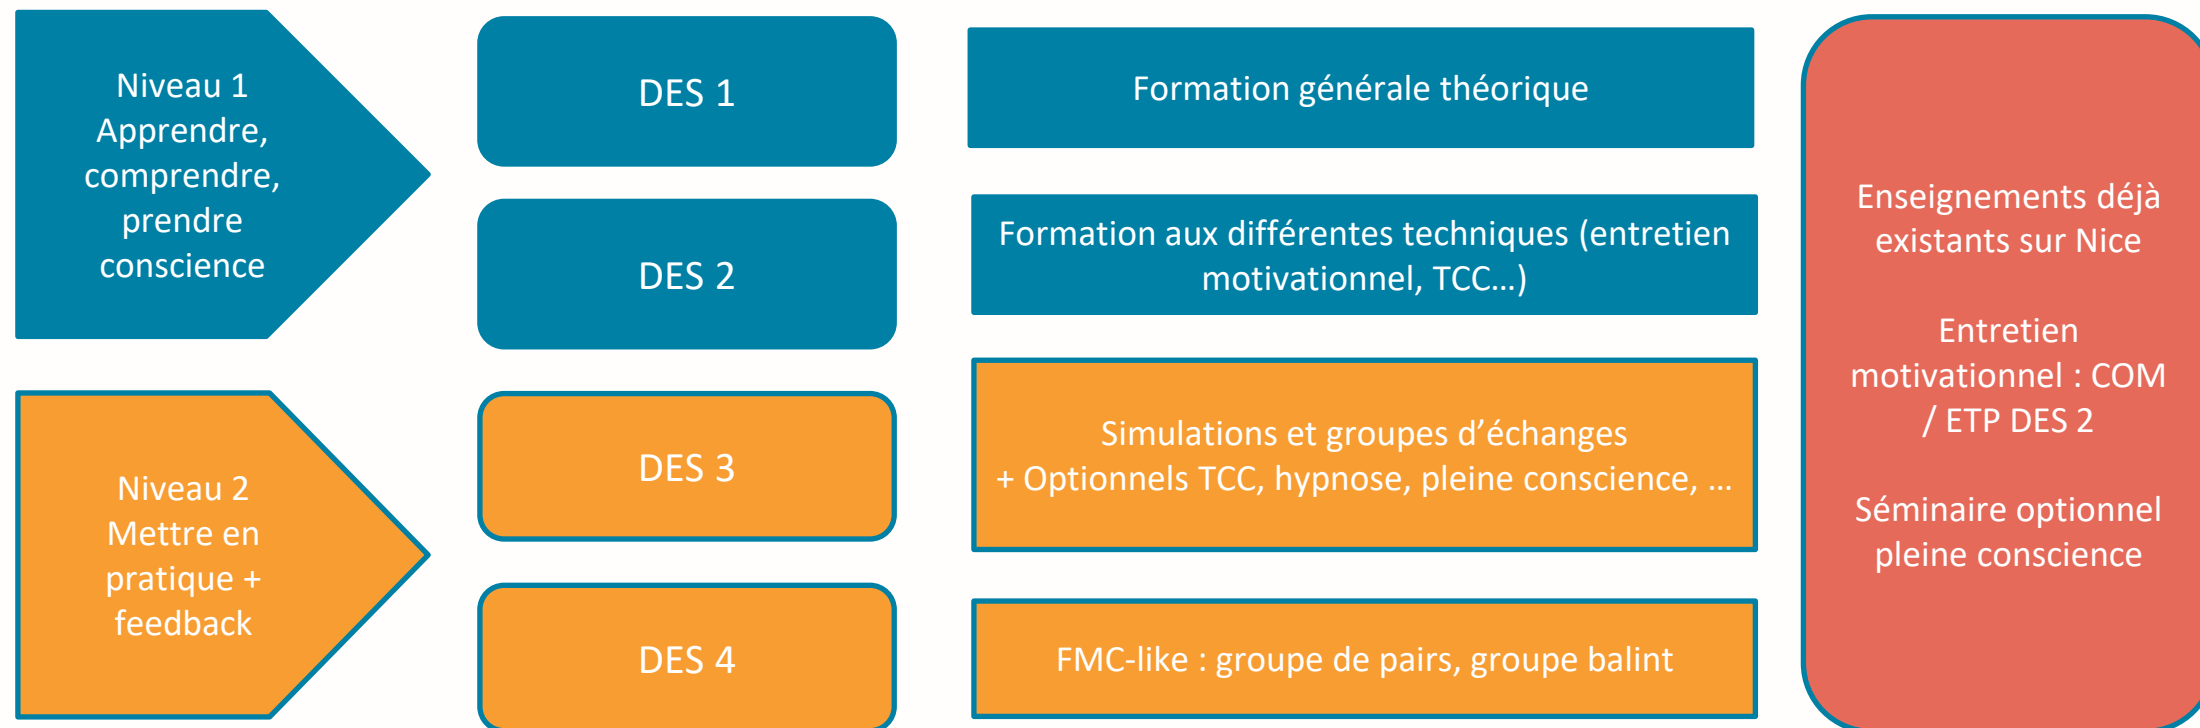 Niveau 1
Apprendre,
comprendre,
prendre
conscience
DES 1
Formation générale théorique
DES 2
Formation aux différentes techniques (entretien
motivationnel, TCC…)
Niveau 2
Mettre en
pratique +
feedback
DES 3
Simulations et groupes d’échanges
+ Optionnels TCC, hypnose, pleine conscience, …
DES 4
FMC-like : groupe de pairs, groupe balint
Enseignements déjà
existants sur Nice
Entretien
motivationnel : COM
/ ETP DES 2
Séminaire optionnel
pleine conscience